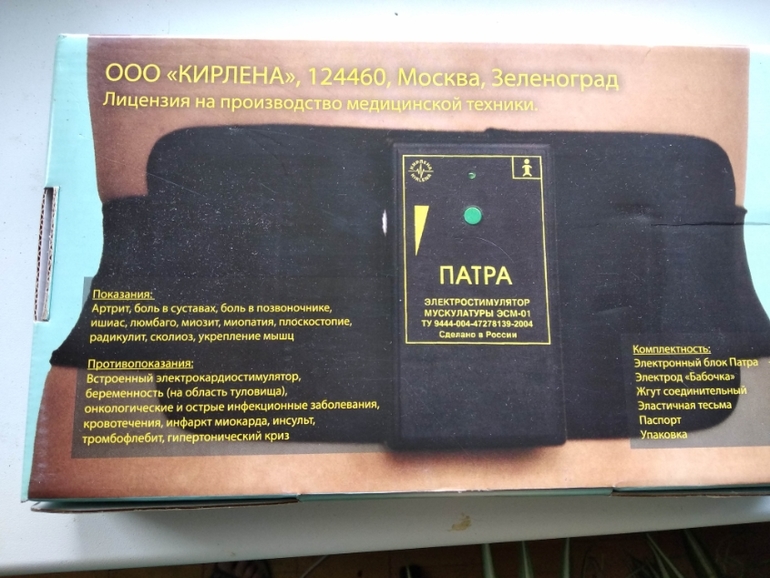 ООО «КИРЛЕНА», 124460, Москва, Зеленоград
Лицензия на производство медицинской техники.
ПАТРА
ЭЛЕКТРОСТИМУЛЯТОР
МУСКУЛАТУРЫ ЭСМ-01
ТУ 9444-004-47278139-2004
Сделано в России
Показания:
Артрит, боль в суставах, боль в позвоночнике,
ишиас, люмбаго, миозит, миопатия, плоскостопие,
радикулит, сколиоз, укрепление мышц
Противопоказания:
Встроенный электрокардиостимулятор,
беременность (на область туловища),
онкологические и острые инфекционные заболевания,
кровотечения, инфаркт миокарда, инсульт,
тромбофлебит, гипертонический криз
Комплектность:
Электронный блок Патра
Электрод «Бабочка»
Жгут соединительный
Эластичная тесьма
Паспорт
Упаковка